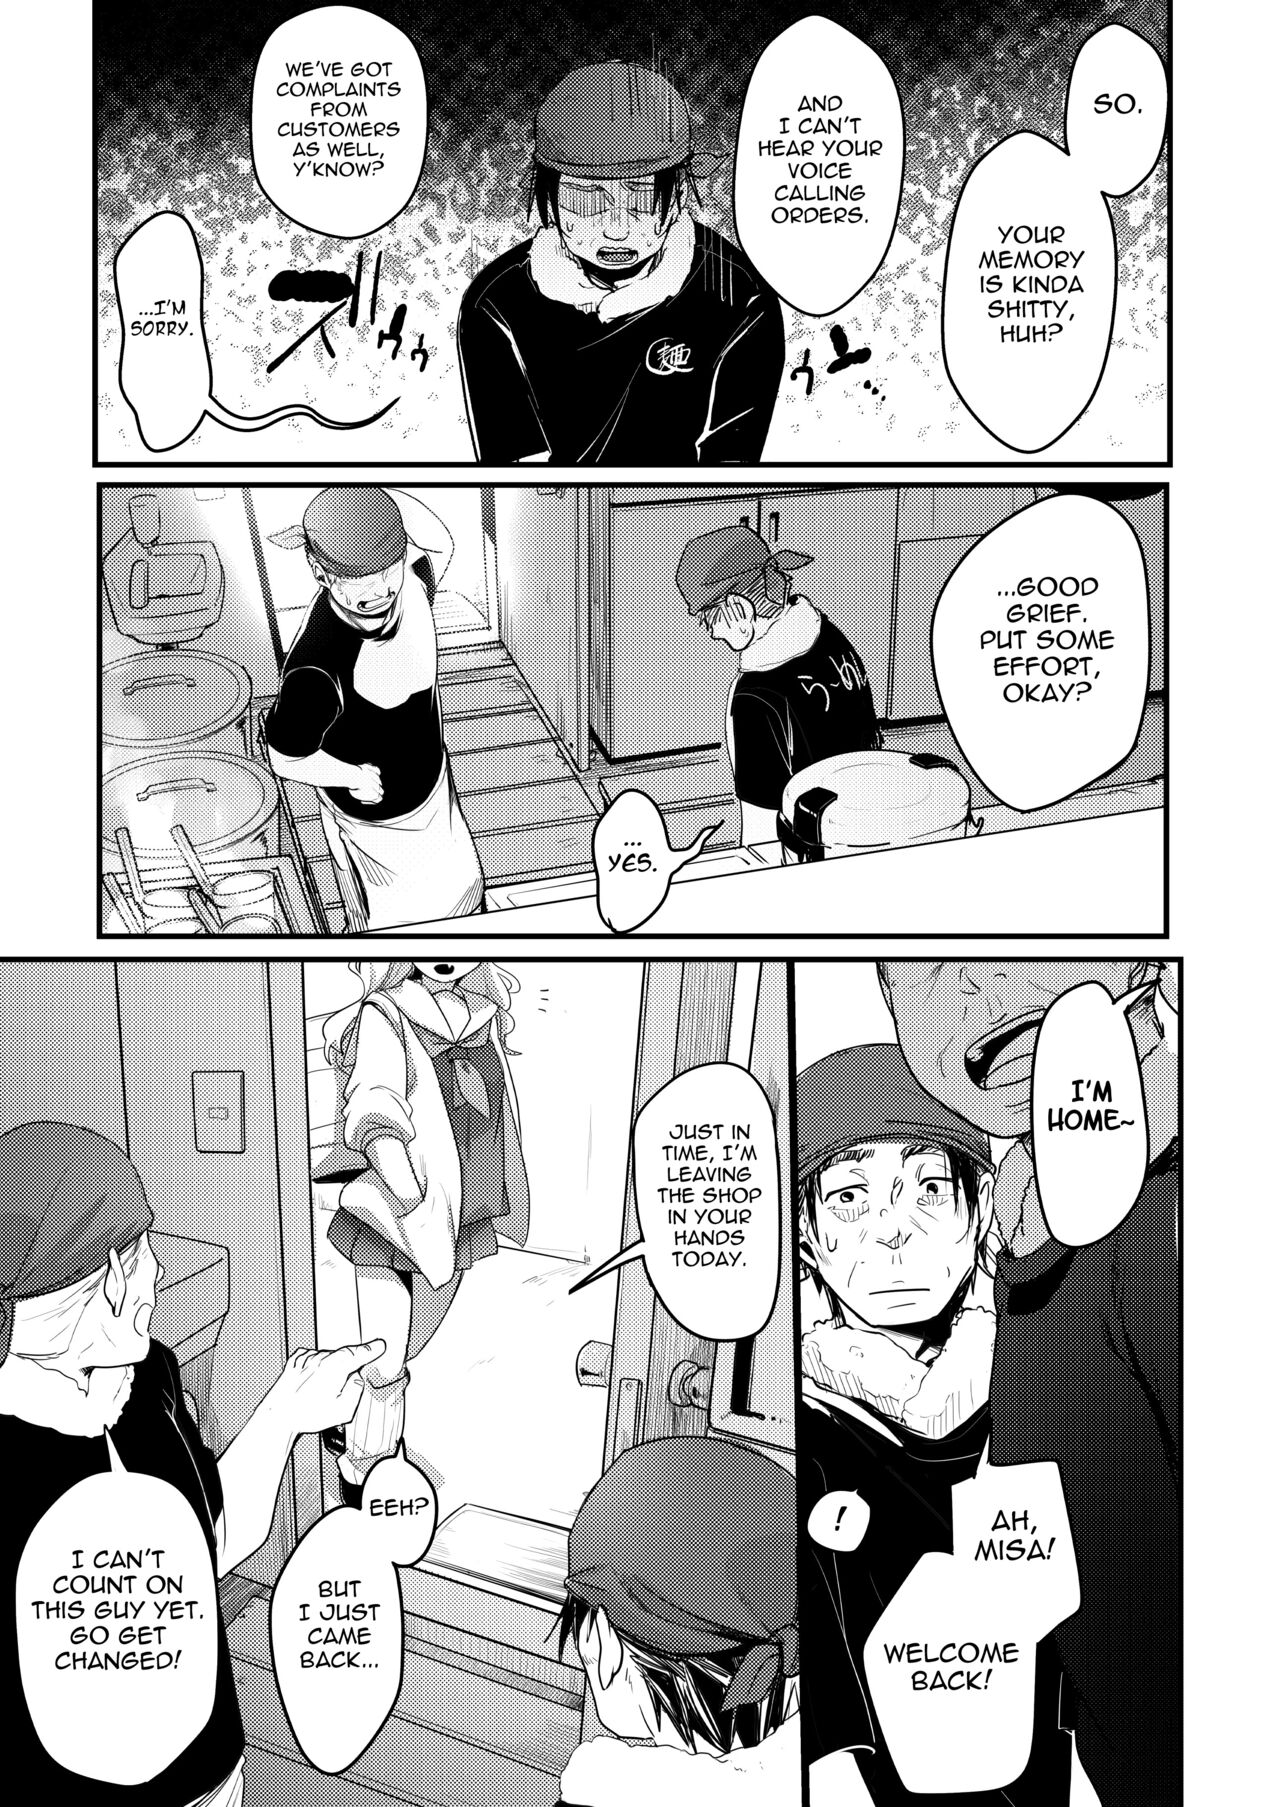 SO.
YOUR
MEMORY
IS KINDA
SHITTY,
HUH?
AND
I CAN'T
HEAR YOUR
VOICE
CALLING
ORDERS.
WE'VE GOT
COMPLAINTS
FROM
CUSTOMERS
AS WELL,
Y'KNOW?
...I'M
SORRY.
麺
...GOOD
GRIEF.
PUT SOME
EFFORT,
OKAY?
...
YES.
I'M
HOME~
!
AH,
MISA!
WELCOME
BACK!
JUST IN
TIME, I'M
LEAVING
THE SHOP
IN YOUR
HANDS
TODAY.
EEH?
BUT
I JUST
CAME
BACK...
I CAN'T
COUNT ON
THIS GUY YET.
GO GET
CHANGED!